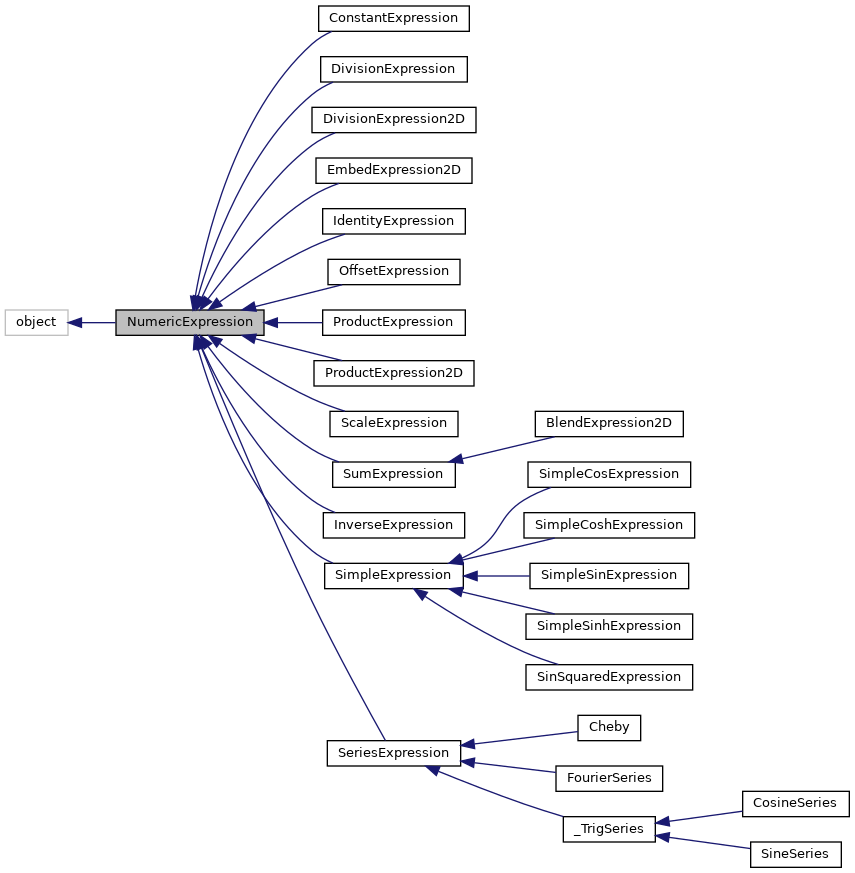 ConstantExpression
DivisionExpression
DivisionExpression2D
EmbedExpression2D
IdentityExpression
OffsetExpression
object
NumericExpression
ProductExpression
ProductExpression2D
ScaleExpression
BlendExpression2D
SumExpression
SimpleCosExpression
InverseExpression
SimpleCoshExpression
SimpleExpression
SimpleSinExpression
SimpleSinhExpression
SinSquaredExpression
Cheby
SeriesExpression
FourierSeries
CosineSeries
_TrigSeries
SineSeries